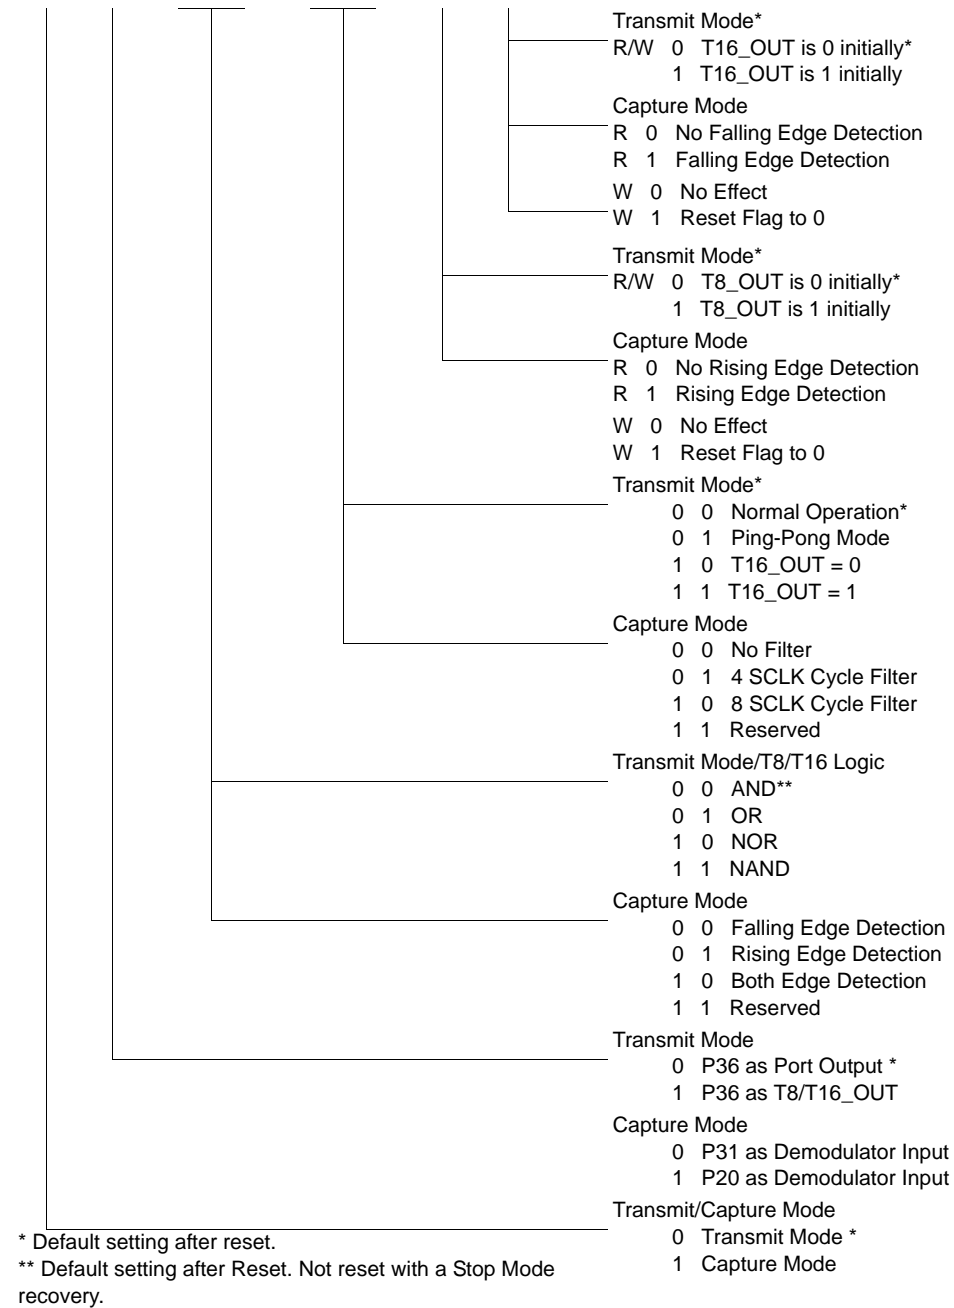 Transmit Mode*
R/W 0 T16_OUT is 0 initially*
1 T16_OUT is 1 initially
Capture Mode
R 0 No Falling Edge Detection
R 1 Falling Edge Detection
W 0 No Effect
W 1 Reset Flag to 0
Transmit Mode*
R/W 0 T8_OUT is 0 initially*
1 T8_OUT is 1 initially
Capture Mode
R 0 No Rising Edge Detection
R 1 Rising Edge Detection
W 0 No Effect
W 1 Reset Flag to 0
Transmit Mode*
0 0 Normal Operation*
0 1 Ping-Pong Mode
1 0 T16_OUT = 0
1 1 T16_OUT = 1
Capture Mode
0 0 No Filter
0 1 4 SCLK Cycle Filter
1 0 8 SCLK Cycle Filter
1 1 Reserved
Transmit Mode/T8/T16 Logic
0 0 AND**
0 1 OR
1 0 NOR
1 1 NAND
Capture Mode
0 0 Falling Edge Detection
0 1 Rising Edge Detection
1 0 Both Edge Detection
1 1 Reserved
Transmit Mode
0 P36 as Port Output *
1 P36 as T8/T16_OUT
Capture Mode
0 P31 as Demodulator Input
1 P20 as Demodulator Input
Transmit/Capture Mode
0 Transmit Mode *
1 Capture Mode
* Default setting after reset.
** Default setting after Reset. Not reset with a Stop Mode
recovery.